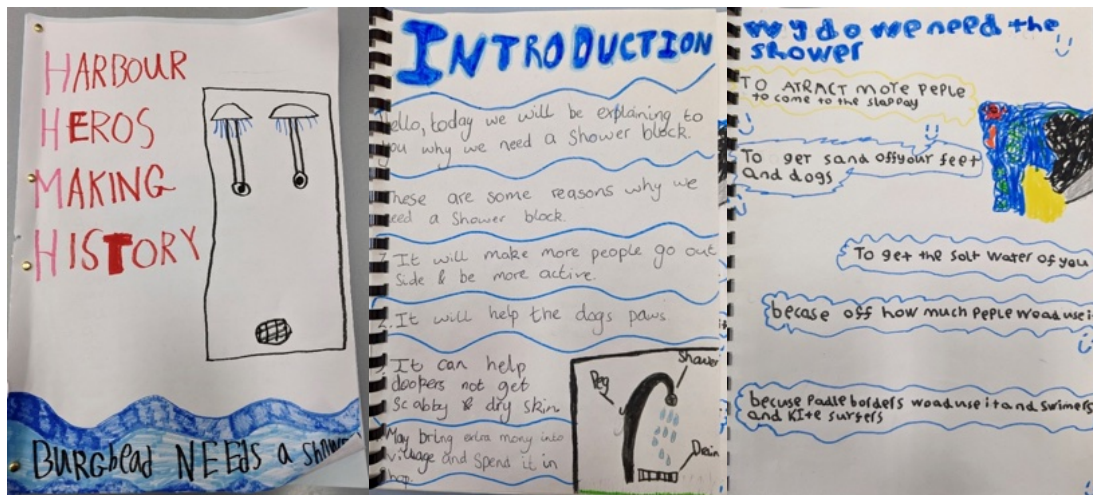 HARBOUR
HEROS
MAKING
HISTORY
BURGhead NEEDS a
INTRODUCTION
Hello, today we will be explaining to
you why we need a Shower block.
These are some reasons why we
need a Shower block.
1. It will make more people go out
side & be more active.
2. It will help the dogs paws
3. It can help
doopers not get
scabby & dry skin
May bring extra mony into
village and spend it in
Shower
Peg
Drain
wy do we need the
shower
TO ATRACT more PEPLE
to come to the slappay
To get sand off your feet
and dogs
To get the salt water of you
becase off how much peple woad use
becuse Padle borders woad use it and swimers
and kite surfers